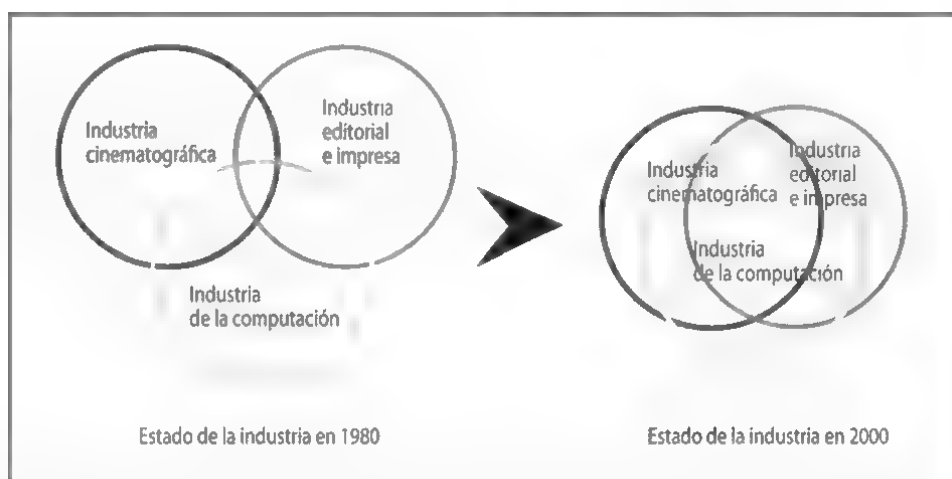 Industria
cinematográfica
Industria
editorial
e impresa
Industria
de la computación
Estado de la industria en 1980
Industria
cinematográfica
Industria
editorial
e impresa
Industria
de la computación
Estado de la industria en 2000